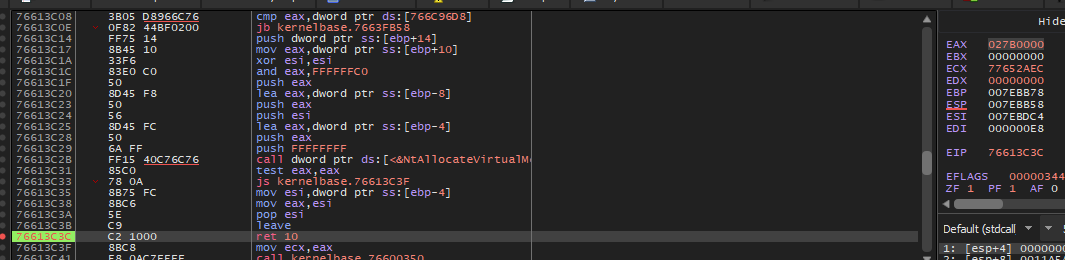 76613C08 3B05 D8966C76 cmp eax,dword ptr ds:[766C96D8]
76613C0E 0F82 44BF0200 jb kernelbase.7663FB58
76613C14 FF75 14 push dword ptr ss:[ebp+14]
76613C17 8B45 10 mov eax,dword ptr ss:[ebp+10]
76613C1A 33F6 xor esi,esi
76613C1C 83E0 C0 and eax,FFFFFFC0
76613C1F 50 push eax
76613C20 8D45 F8 lea eax,dword ptr ss:[ebp-8]
76613C23 50 push eax
76613C24 56 push esi
76613C25 8D45 FC lea eax,dword ptr ss:[ebp-4]
76613C28 50 push eax
76613C29 6A FF push FFFFFFFF
76613C2B FF15 40C76C76 call dword ptr ds:[<&NtAllocateVirtualM
76613C31 85C0 test eax,eax
76613C33 78 0A js kernelbase.76613C3F
76613C35 8B75 FC mov esi,dword ptr ss:[ebp-4]
76613C38 8BC6 mov eax,esi
76613C3A 5E pop esi
76613C3B C9 leave
76613C3C C2 1000 ret 10
76613C3F 8BC8 mov ecx,eax
76613C41 E8 0AC7FEFF call kernelbase.76600350
Hide
EAX 027B0000
EBX 00000000
ECX 77652AEC
EDX 00000000
EBP 007EBB78
ESP 007EBB58
ESI 007EBDC4
EDI 000000E8
EIP 76613C3C
EFLAGS 00000344
ZF 1 PF 1 AF 0
Default (stdcall
1: [esp+4] 0000000
2: [esp+8]